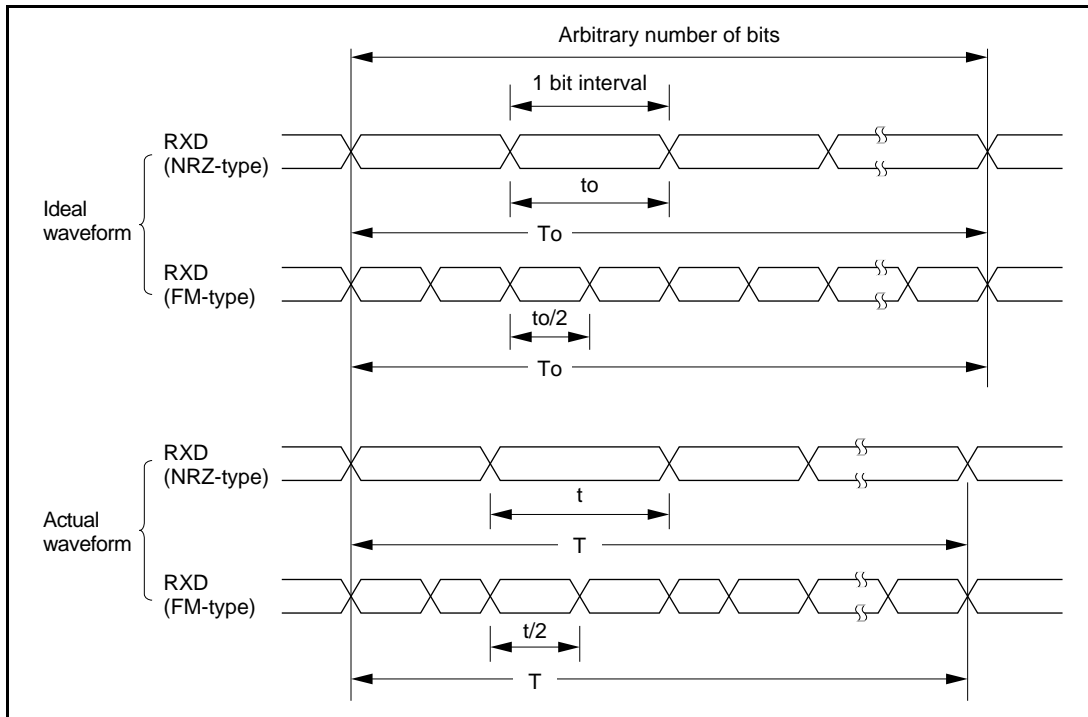 Arbitrary number of bits
1 bit interval
RXD
(NRZ-type)
to
To
Ideal
waveform
RXD
(FM-type)
to/2
To
RXD
(NRZ-type)
t
T
Actual
waveform
RXD
(FM-type)
t/2
T